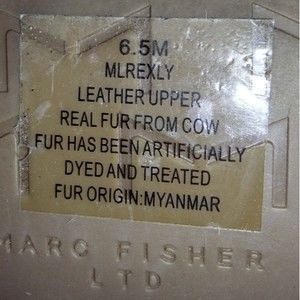 6.5M
MLREXLY
LEATHER UPPER
REAL FUR FROM COW
FUR HAS BEEN ARTIFICIALLY
DYED AND TREATED
FUR ORIGIN:MYANMAR
MARC FISHER
LTD